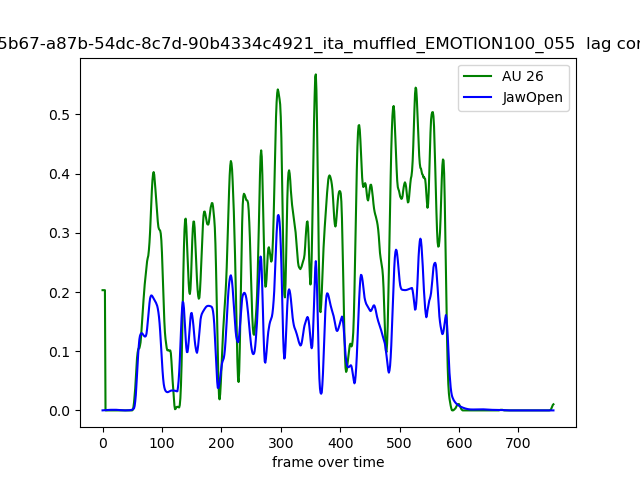 5b67-a87b-54dc-8c7d-90b4334c4921_ita_muffled_EMOTION100_055 lag
AU 26
JawOpen
0.5
0.4
0.3
0.2
0.1
0.0
0 100 200 300 400 500 600 700
frame over time